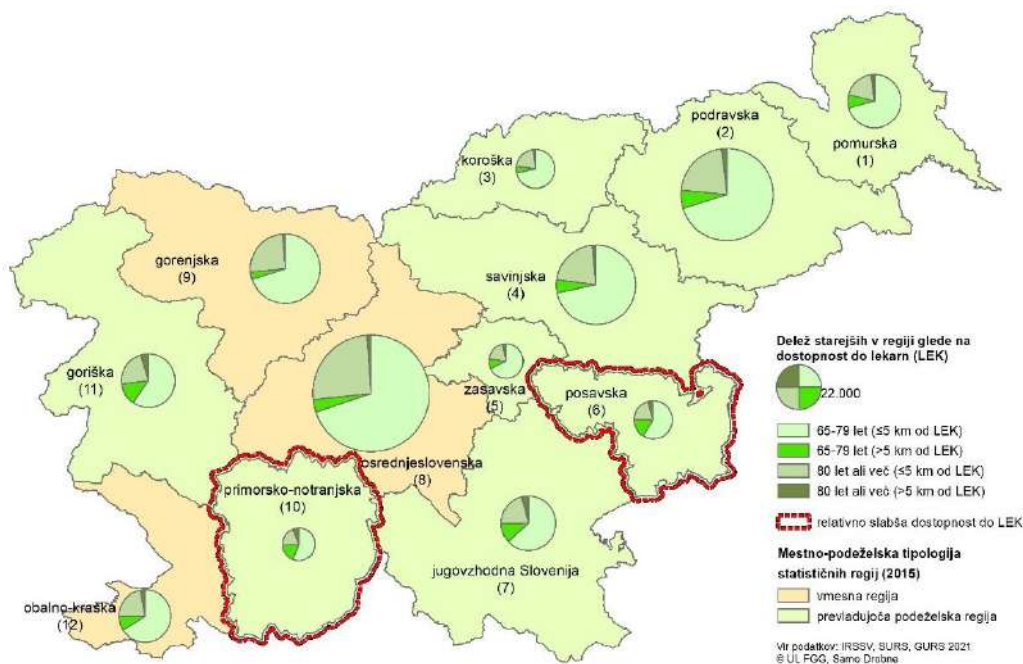 podravska
(2)
pomurska
(1)
koroška
(3)
gorenjska
(9)
savinjska
(4)
goriška
(11)
zasavska
(5)
posavska
(6)
osrednjeslovenska
(8)
primorsko-notranjska
(10)
jugovzhodna Slovenija
(7)
obalno-kraška
(12)
Delež starejših v regiji glede na
dostopnost do lekarn (LEK)
22.000
65-79 let (≤5 km od LEK)
65-79 let (>5 km od LEK)
80 let ali več (≤5 km od LEK)
80 let ali več (>5 km od LEK)
relativno slabša dostopnost do LEK
Mestno-podeželska tipologija
statističnih regij (2015)
vmesna regija
prevladujoča podeželska regija
Vir podatkov: IRSSV, SURS, GURS 2021
© UL FGG, Samo Drobne